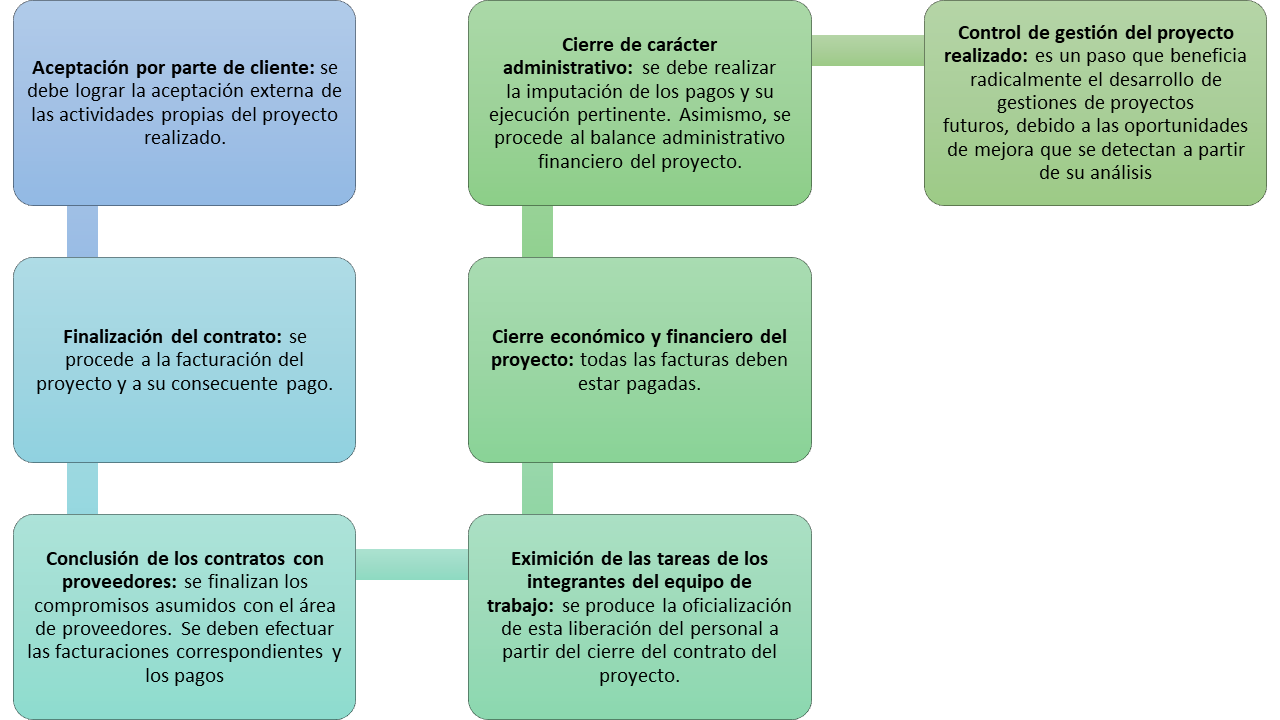 Aceptación por parte de cliente: se
debe lograr la aceptación externa de
las actividades propias del proyecto
realizado.
Finalización del contrato: se
procede a la facturación del
proyecto y a su consecuente pago.
Conclusión de los contratos con
proveedores: se finalizan los
compromisos asumidos con el área
de proveedores. Se deben efectuar
las facturaciones correspondientes y
los pagos
Eximición de las tareas de los
integrantes del equipo de
trabajo: se produce la oficialización
de esta liberación del personal a
partir del cierre del contrato del
proyecto.
Cierre económico y financiero del
proyecto: todas las facturas deben
estar pagadas.
Cierre de carácter
administrativo: se debe realizar
la imputación de los pagos y su
ejecución pertinente. Asimismo, se
procede al balance administrativo
financiero del proyecto.
Control de gestión del proyecto
realizado: es un paso que beneficia
radicalmente el desarrollo de
gestiones de proyectos
futuros, debido a las oportunidades
de mejora que se detectan a partir
de su análisis